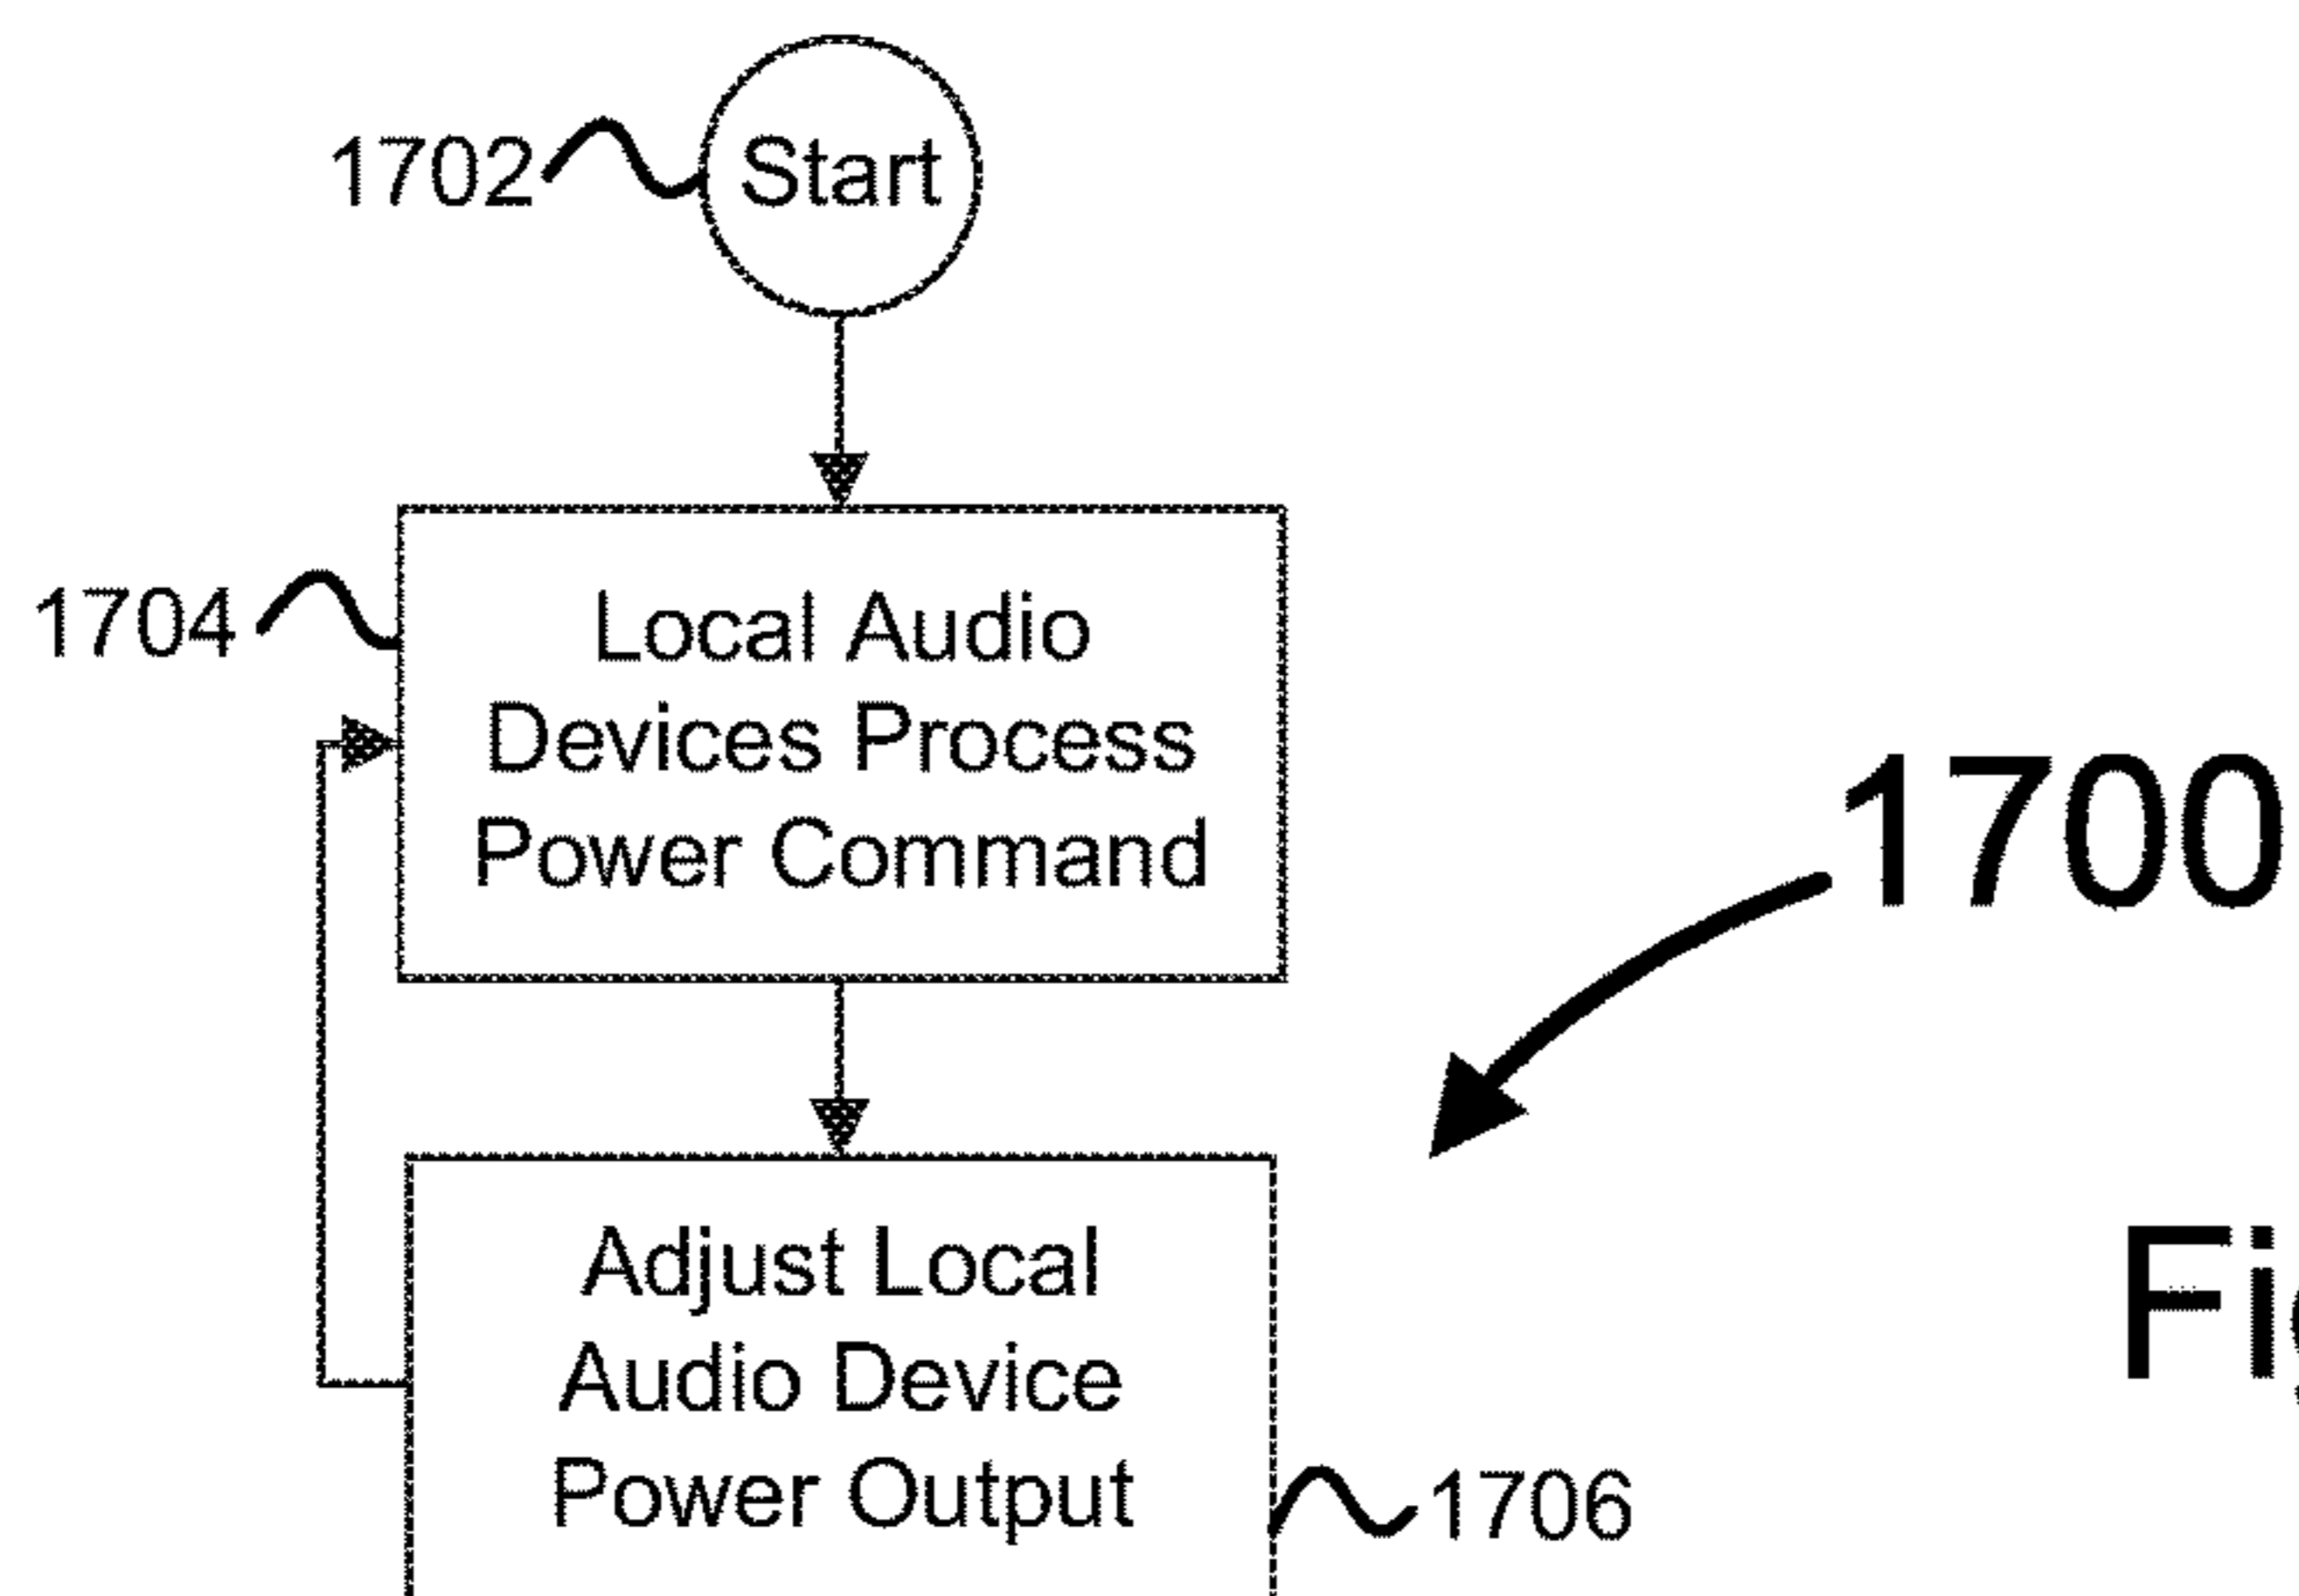 1702
Start
1704
Local Audio
Devices Process
Power Command
1700
Adjust Local
Audio Device
Power Output
1706